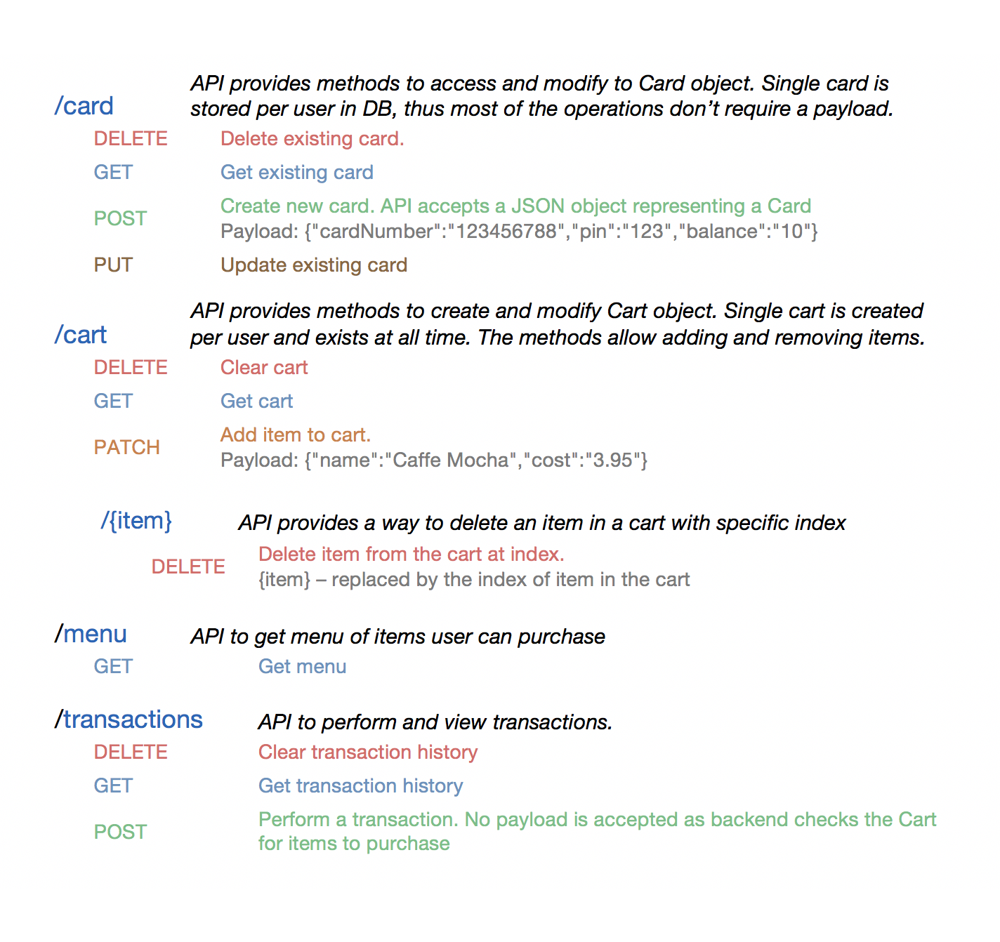 API provides methods to access and modify to Card object. Single card is
/card stored per user in DB, thus most of the operations don’t require a payload.
DELETE Delete existing card.
GET Get existing card
Create new card. API accepts a JSON object representing a Card
POST
Payload: {"cardNumber":"123456788","pin":"123","balance":"10"}
PUT Update existing card
API provides methods to create and modify Cart object. Single cart is created
/cart per user and exists at all time. The methods allow adding and removing items.
DELETE Clear cart
GET Get cart
Add item to cart.
PATCH
Payload: {"name":"Caffe Mocha","cost":"3.95"}
/{item} API provides a way to delete an item in a cart with specific index
Delete item from the cart at index.
DELETE
{item} – replaced by the index of item in the cart
/menu API to get menu of items user can purchase
GET Get menu
/transactions API to perform and view transactions.
DELETE Clear transaction history
GET Get transaction history
Perform a transaction. No payload is accepted as backend checks the Cart
POST
for items to purchase